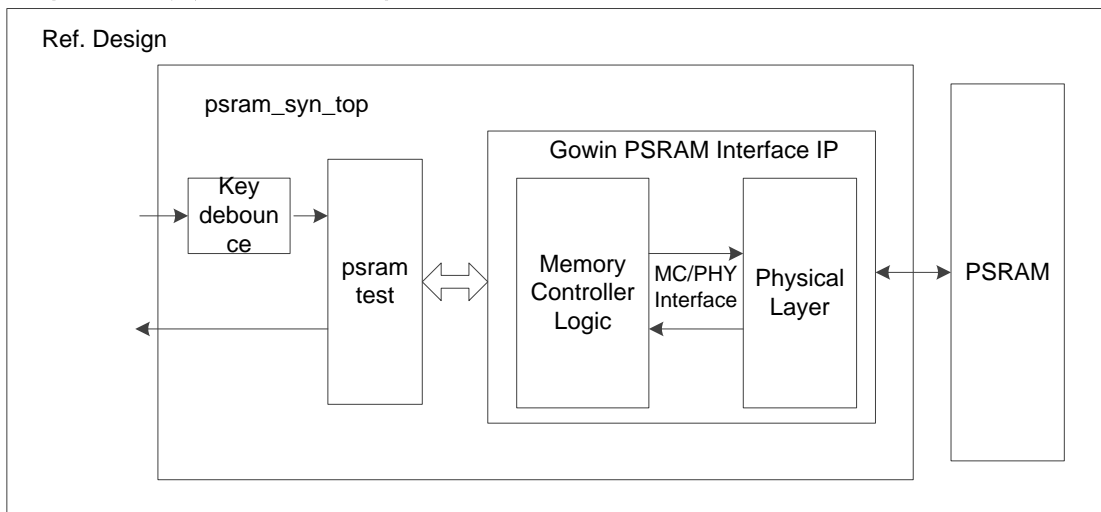 Ref. Design
psram_syn_top
Gowin PSRAM Interface IP
Key
deboun
ce
psram
test
Memory
Controller
Logic
MC/PHY
Interface
Physical
Layer
PSRAM